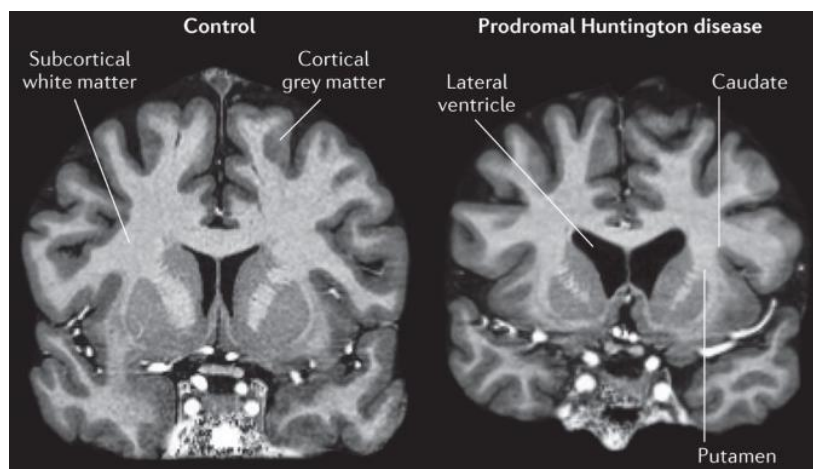 Control
Prodromal Huntington disease
Subcortical
white matter
Cortical
grey matter
Lateral
ventricle
Caudate
Putamen